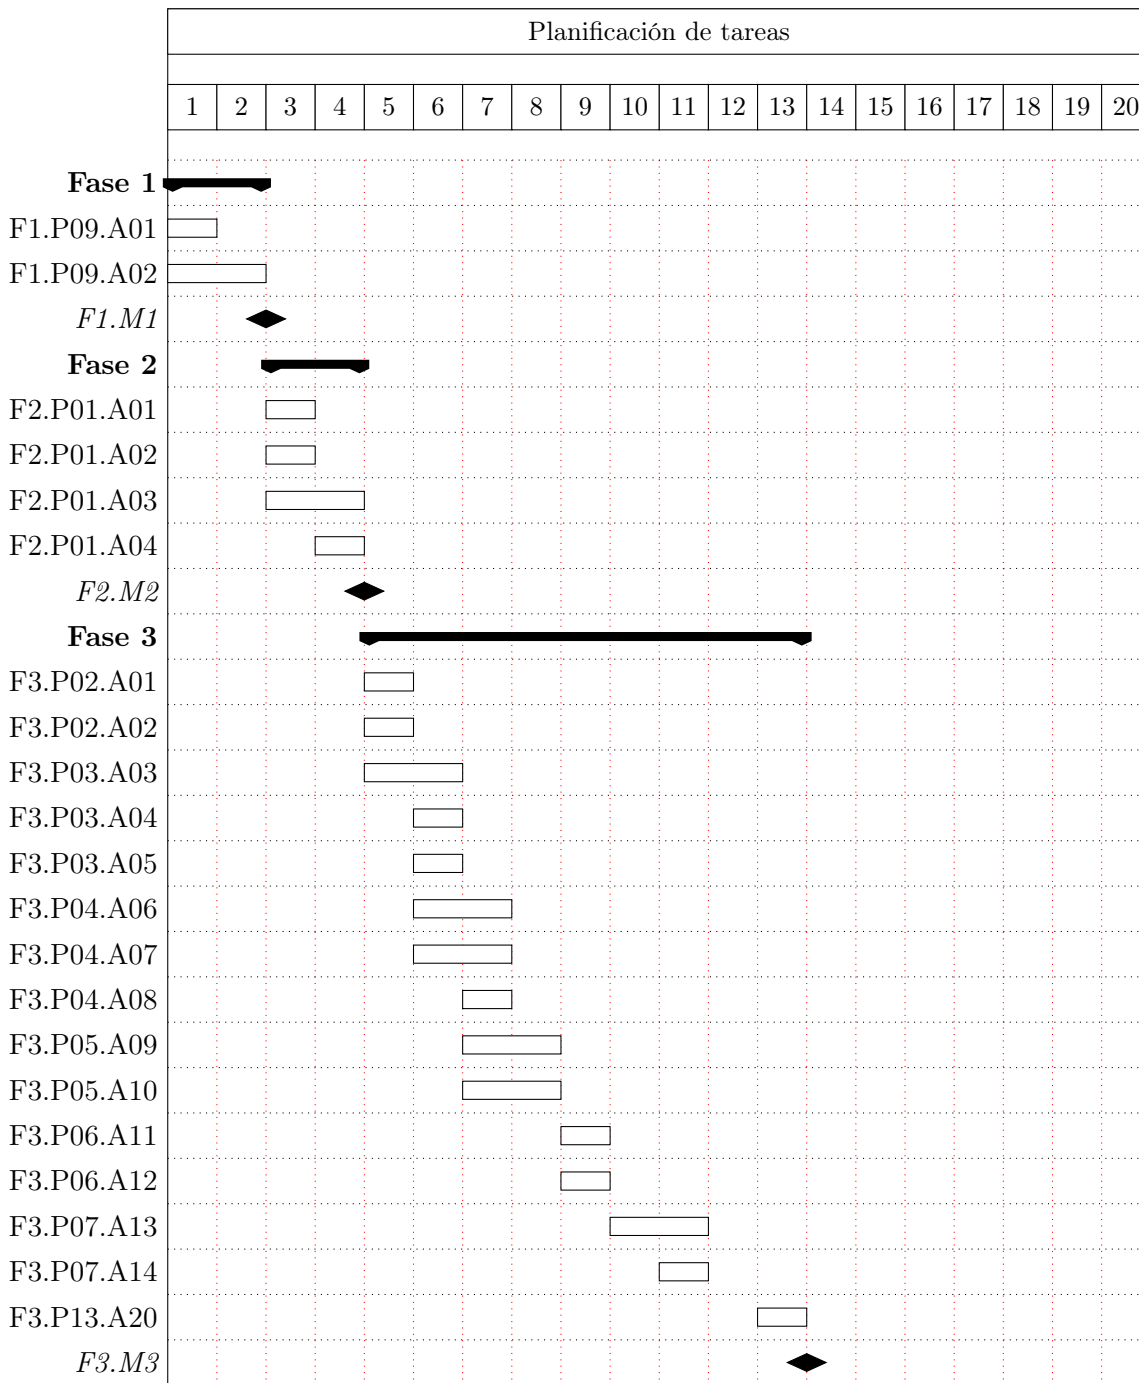 Planificación de tareas
1 2 3 4 5 6 7 8 9 10 11 12 13 14 15 16 17 18 19 20
Fase 1
F1.P09.A01
F1.P09.A02
F1.M1
Fase 2
F2.P01.A01
F2.P01.A02
F2.P01.A03
F2.P01.A04
F2.M2
Fase 3
F3.P02.A01
F3.P02.A02
F3.P03.A03
F3.P03.A04
F3.P03.A05
F3.P04.A06
F3.P04.A07
F3.P04.A08
F3.P05.A09
F3.P05.A10
F3.P06.A11
F3.P06.A12
F3.P07.A13
F3.P07.A14
F3.P13.A20
F3.M3